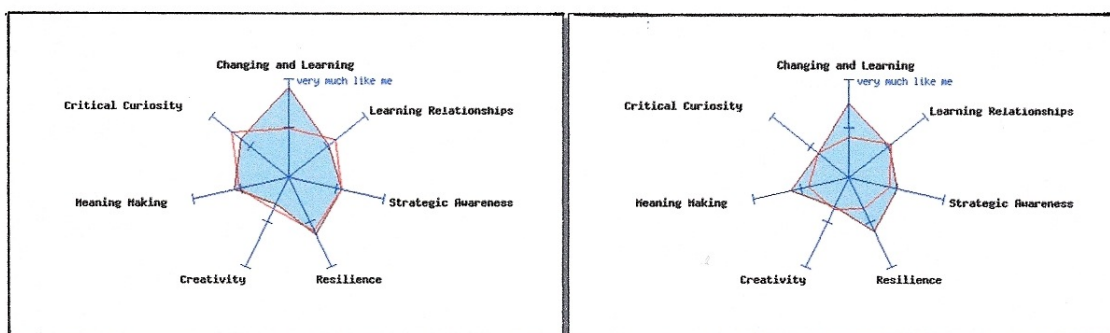 Changing and Learning
very much like me
Critical Curiosity
Learning Relationships
Meaning Making
Strategic Awareness
Creativity
Resilience
Changing and Learning
very much like me
Critical Curiosity
Learning Relationships
Meaning Making
Strategic Awareness
Creativity
Resilience